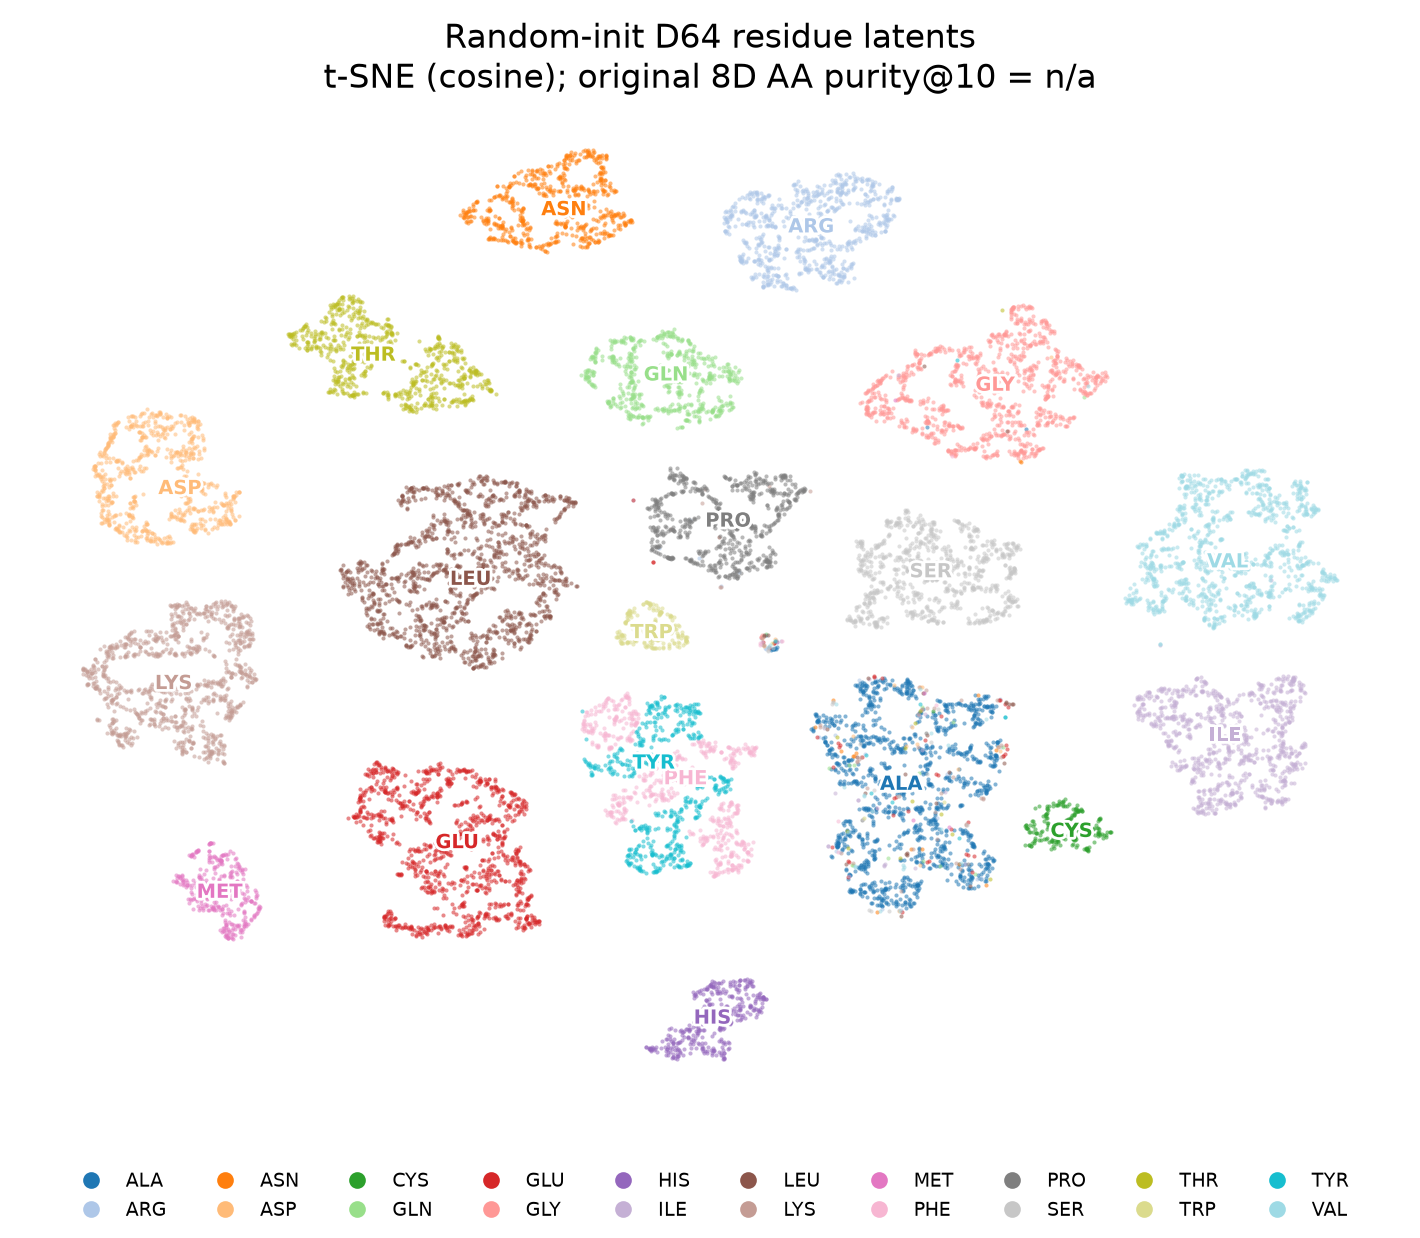 Random-init D64 residue latents
t-SNE (cosine); original 8D AA purity@10 = n/a
ASN
ARG
THR
GLN
GLY
ASP
PRO
LEU
SER
VAL
TRP
LYS
ILE
TYR
PHE
ALA
CYS
GLU
MET
HIS
ALA ASN CYS GLU HIS LEU MET PRO THR TYR
ARG ASP GLN GLY ILE LYS PHE SER TRP VAL